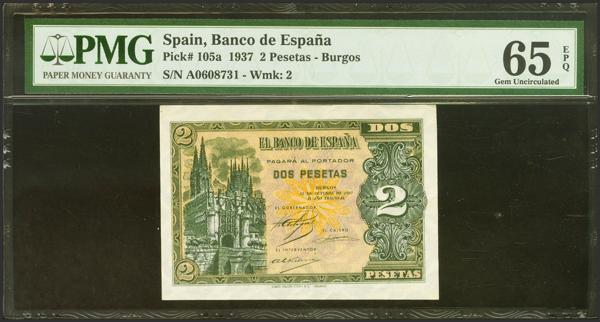 PMG
PAPER MONEY GUARANTY
Spain, Banco de España
Pick# 105a 1937 2 Pesetas - Burgos
S/N A0608731 - Wmk: 2
65 EPQ
Gem Uncirculated
2
DOS
EL BANCO DE ESPAÑA
PAGARÁ AL PORTADOR
DOS PESETAS
BURGOS
EL GOBERNADOR
EL CAJERO
EL INTERVENTOR
2
2
PESETAS